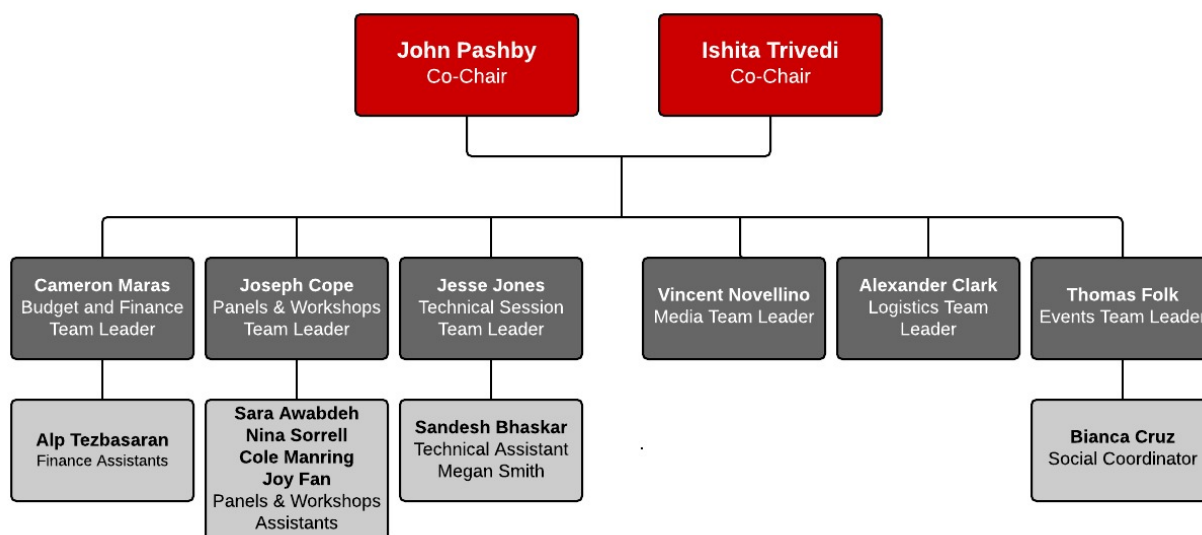 John Pashby
Co-Chair
Ishita Trivedi
Co-Chair
Cameron Maras
Budget and Finance
Team Leader
Joseph Cope
Panels & Workshops
Team Leader
Jesse Jones
Technical Session
Team Leader
Vincent Novellino
Media Team Leader
Alexander Clark
Logistics Team
Leader
Thomas Folk
Events Team Leader
Alp Tezbasaran
Finance Assistants
Sara Awabdeh
Nina Sorrell
Cole Manring
Joy Fan
Panels & Workshops
Assistants
Sandesh Bhaskar
Technical Assistant
Megan Smith
.
Bianca Cruz
Social Coordinator